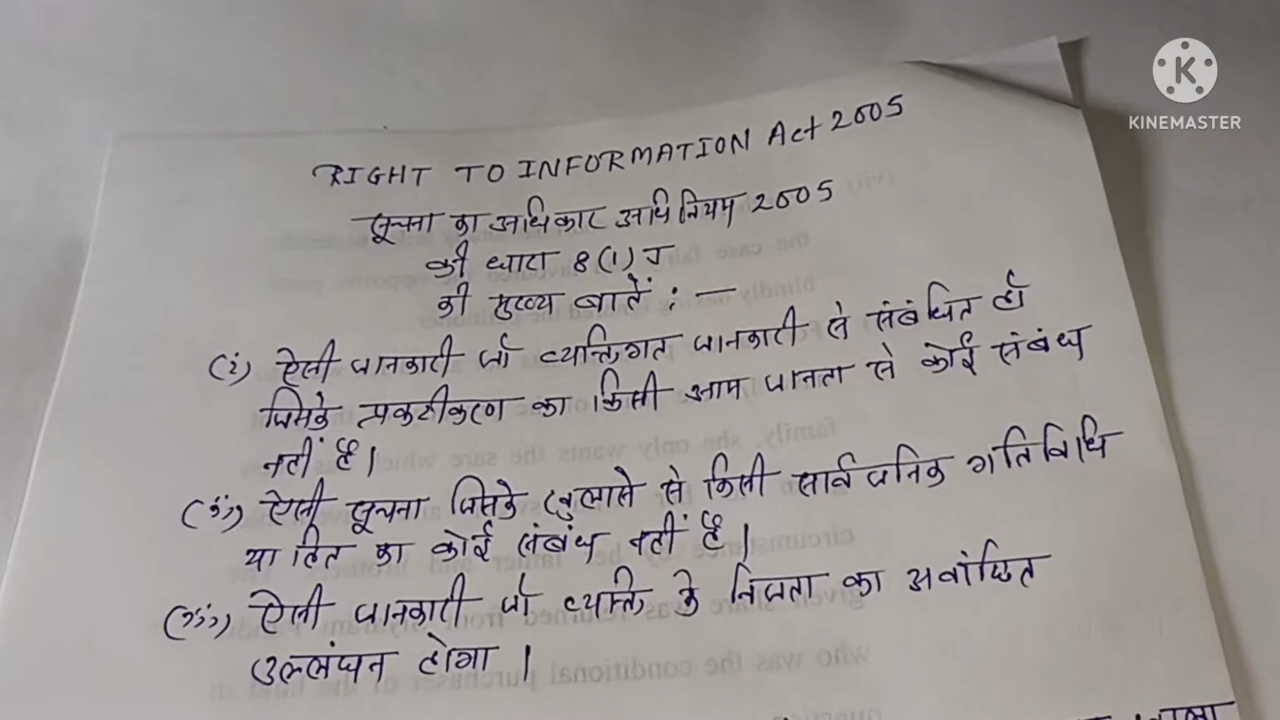 KINEMASTER
RIGHT TO INFORMATION Act 2005
सूचना का अधिकार अधिनियम 2005
की धारा 8(1) J
की मुख्य बातें : —
(i) ऐसी जानकारी जो व्यक्तिगत जानकारी से संबंधित हो
जिसके प्रकटीकरण का किसी आम जानता से कोई संबंध
नहीं है।
(ii) ऐसी सूचना जिसके खुलासे से किसी सार्वजनिक गतिविधि
या हित का कोई संबंध नहीं है।
(iii) ऐसी जानकारी जो व्यक्ति के निजता का अवांछित
उल्लंघन होगा।